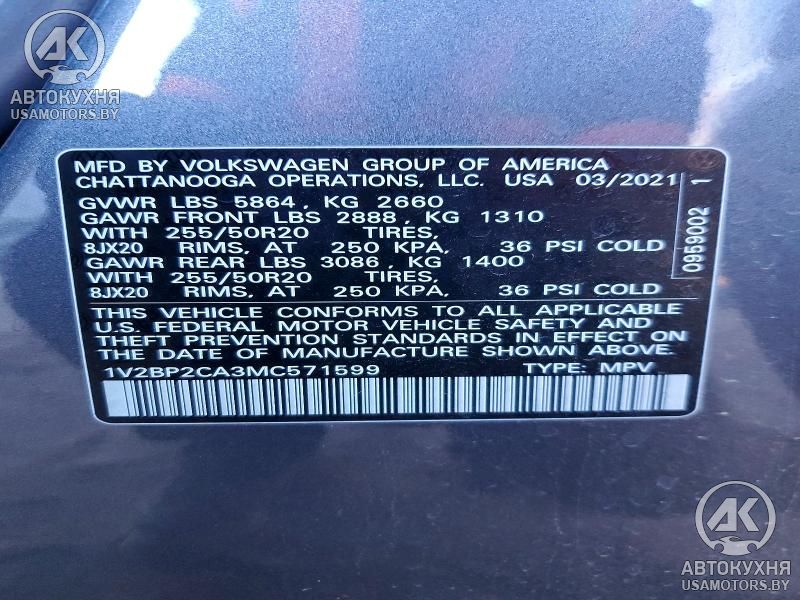 AK
АВТОКУХНЯ
USAMOTORS.BY
MFD BY VOLKSWAGEN GROUP OF AMERICA
CHATTANOOGA OPERATIONS, LLC. USA 03/2021
GVWR LBS 5864, KG 2660
GAWR FRONT LBS 2888, KG 1310
WITH 255/50R20 TIRES,
8JX20 RIMS, AT 250 KPA, 36 PSI COLD
GAWR REAR LBS 3086, KG 1400
WITH 255/50R20 TIRES,
8JX20 RIMS, AT 250 KPA, 36 PSI COLD
THIS VEHICLE CONFORMS TO ALL APPLICABLE
U.S. FEDERAL MOTOR VEHICLE SAFETY AND
THEFT PREVENTION STANDARDS IN EFFECT ON
THE DATE OF MANUFACTURE SHOWN ABOVE.
1V2BP2CA3MC571599 TYPE: MPV
0959002 1
AK
АВТОКУХНЯ
USAMOTORS.BY